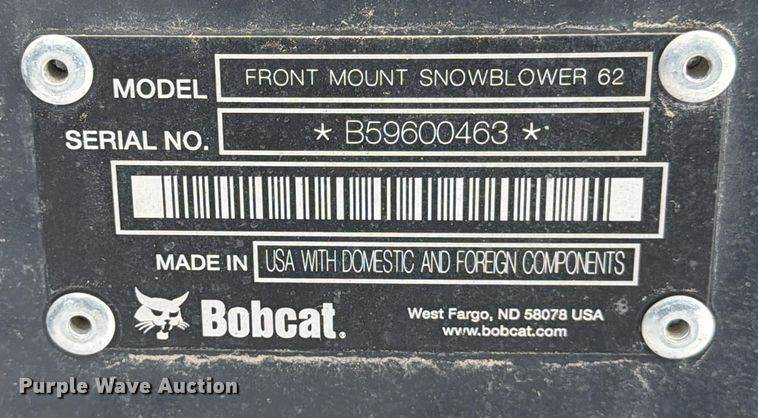 MODEL FRONT MOUNT SNOWBLOWER 62
SERIAL NO. * B59600463 *
MADE IN USA WITH DOMESTIC AND FOREIGN COMPONENTS
Bobcat.
West Fargo, ND 58078 USA
www.bobcat.com
Purple Wave Auction